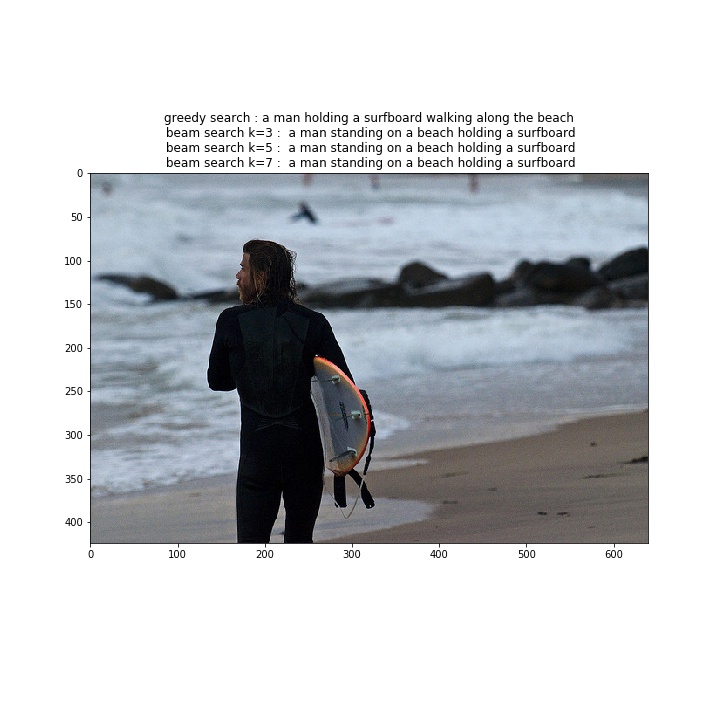 greedy search : a man holding a surfboard walking along the beach
beam search k=3 :  a man standing on a beach holding a surfboard
beam search k=5 :  a man standing on a beach holding a surfboard
beam search k=7 :  a man standing on a beach holding a surfboard
0
50
100
150
200
250
300
350
400
0 100 200 300 400 500 600